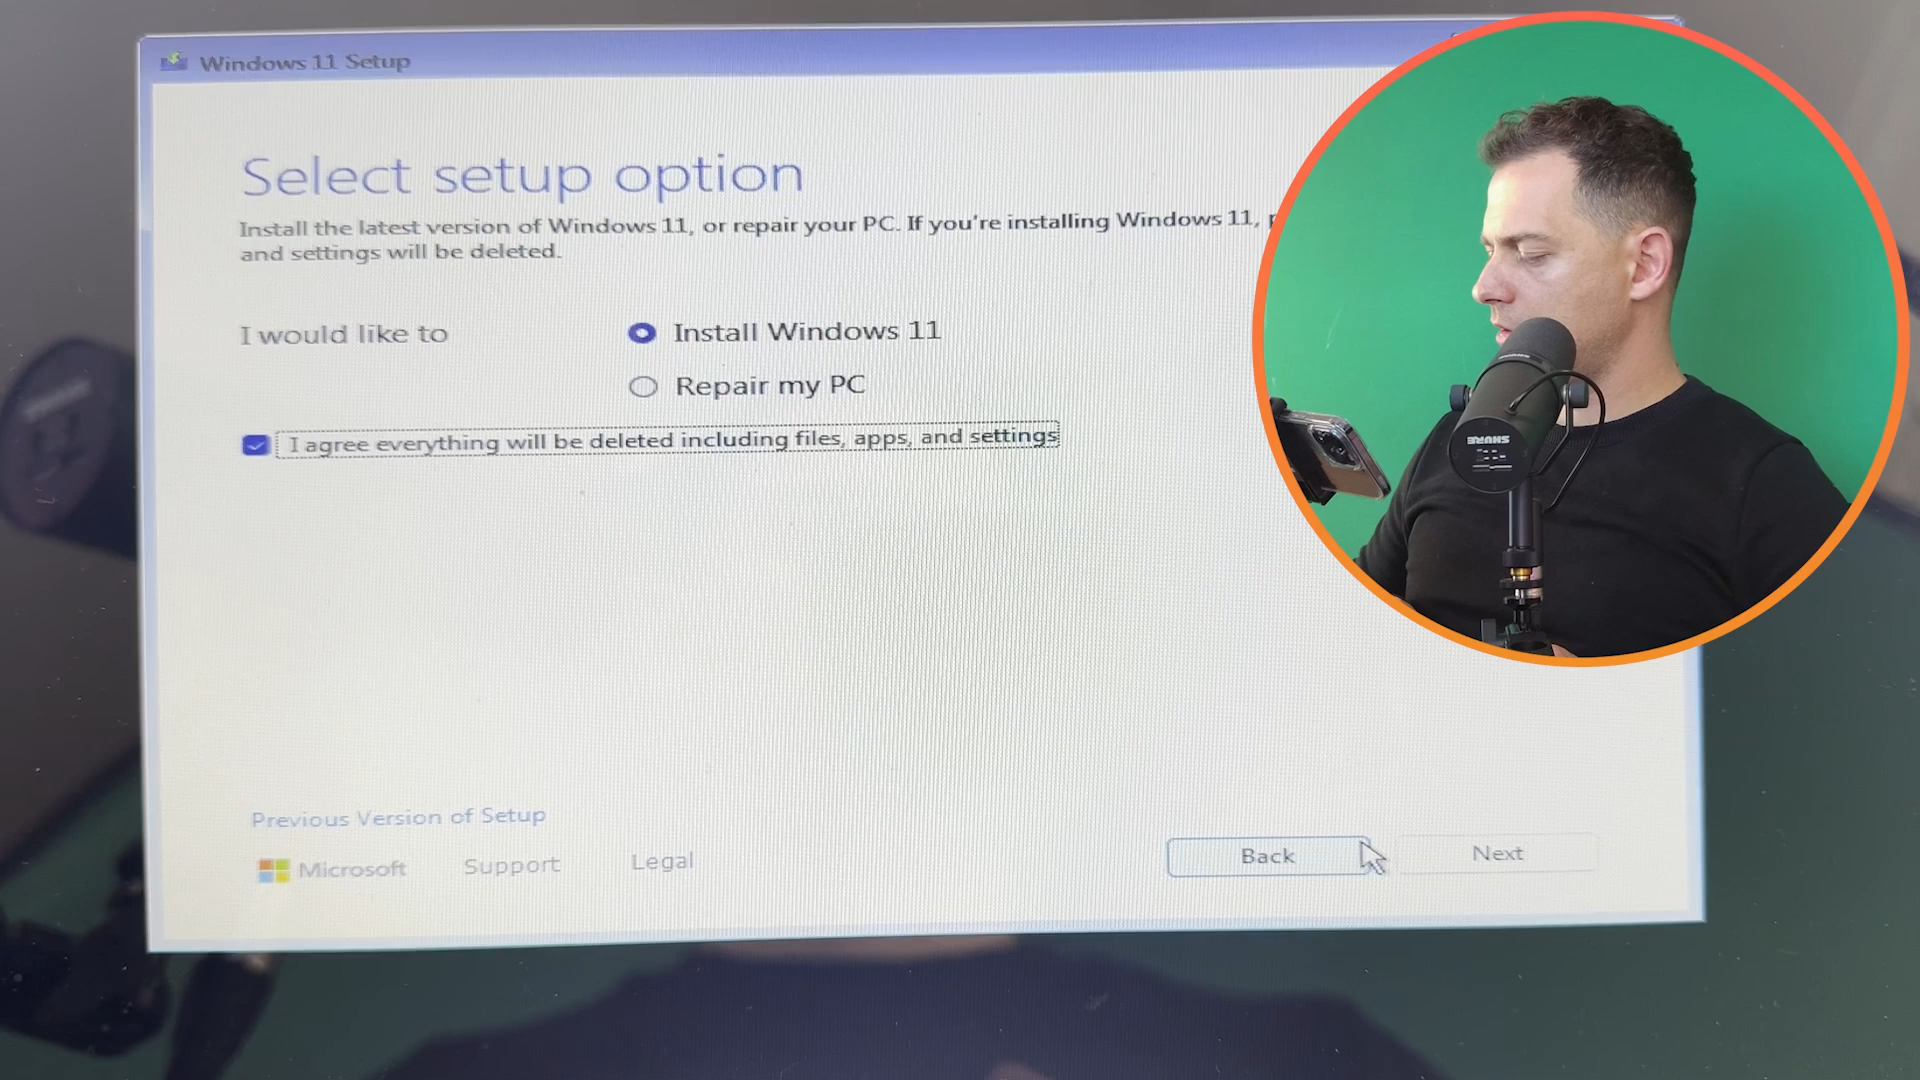 Windows 11 Setup
Select setup option
Install the latest version of Windows 11, or repair your PC. If you're installing Windows 11,
and settings will be deleted.
I would like to
Install Windows 11
Repair my PC
I agree everything will be deleted including files, apps, and settings
Previous Version of Setup
Microsoft Support Legal
Back Next
SHURE